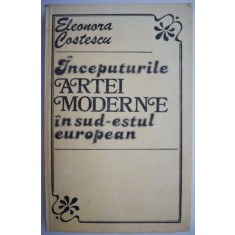 Eleonora
Costescu
Începuturile
ARTEI
MODERNE
în sud-estul
european